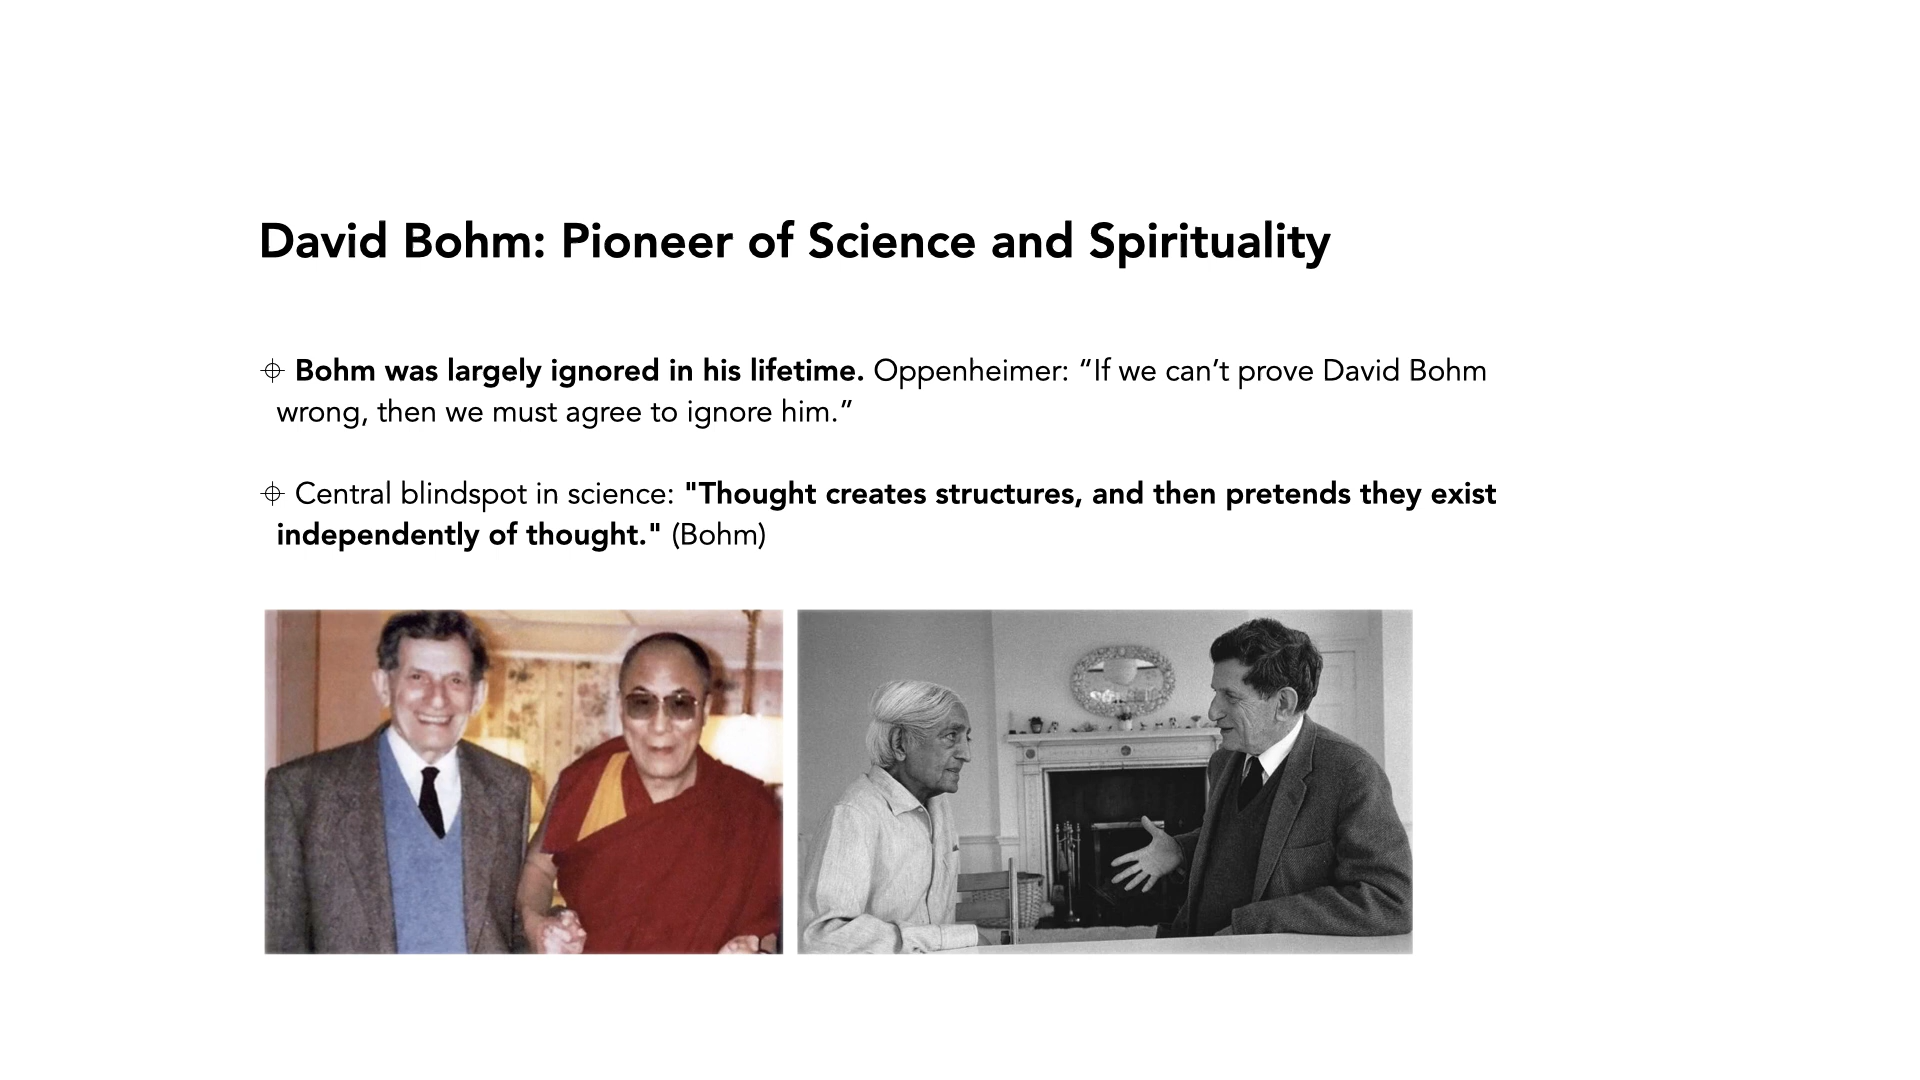 David Bohm: Pioneer of Science and Spirituality
⌖ Bohm was largely ignored in his lifetime. Oppenheimer: “If we can’t prove David Bohm
wrong, then we must agree to ignore him.”
⌖ Central blindspot in science: "Thought creates structures, and then pretends they exist
independently of thought." (Bohm)